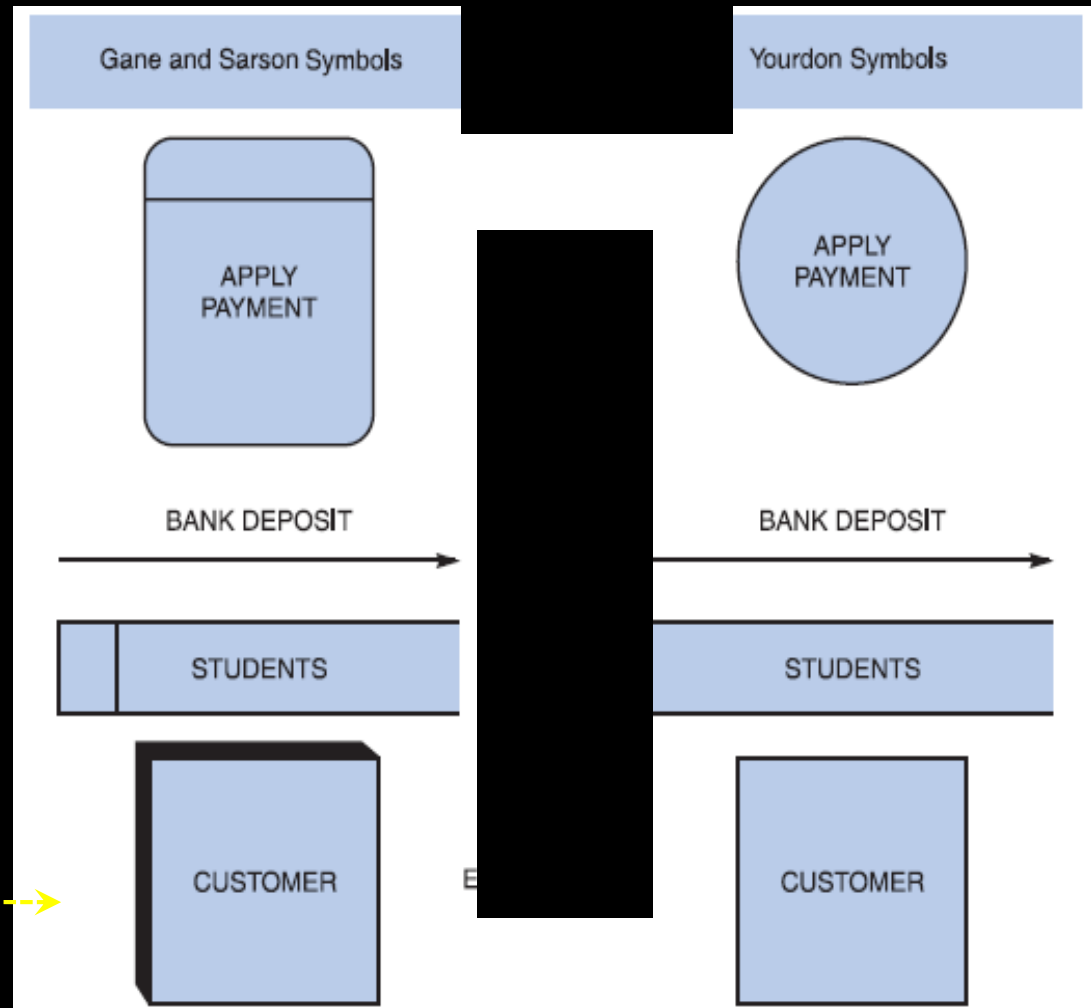 Gane and Sarson Symbols
Yourdon Symbols
APPLY
PAYMENT
APPLY
PAYMENT
BANK DEPOSIT
BANK DEPOSIT
STUDENTS
STUDENTS
CUSTOMER
E
CUSTOMER